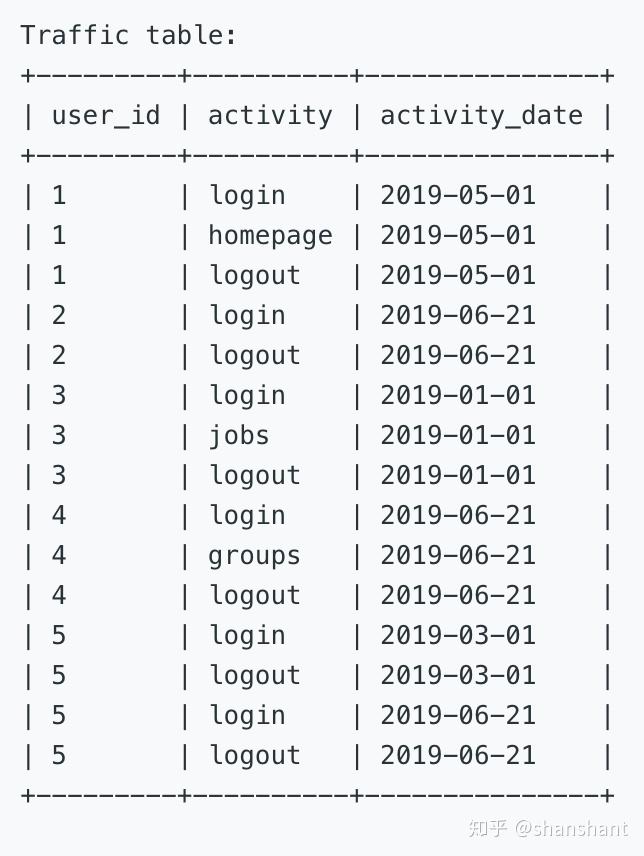 Traffic table:
+---------+----------+---------------+
| user_id | activity | activity_date |
+---------+----------+---------------+
| 1       | login    | 2019-05-01    |
| 1       | homepage | 2019-05-01    |
| 1       | logout   | 2019-05-01    |
| 2       | login    | 2019-06-21    |
| 2       | logout   | 2019-06-21    |
| 3       | login    | 2019-01-01    |
| 3       | jobs     | 2019-01-01    |
| 3       | logout   | 2019-01-01    |
| 4       | login    | 2019-06-21    |
| 4       | groups   | 2019-06-21    |
| 4       | logout   | 2019-06-21    |
| 5       | login    | 2019-03-01    |
| 5       | logout   | 2019-03-01    |
| 5       | login    | 2019-06-21    |
| 5       | logout   | 2019-06-21    |
+---------+----------+---------------+
知乎 @shanshant